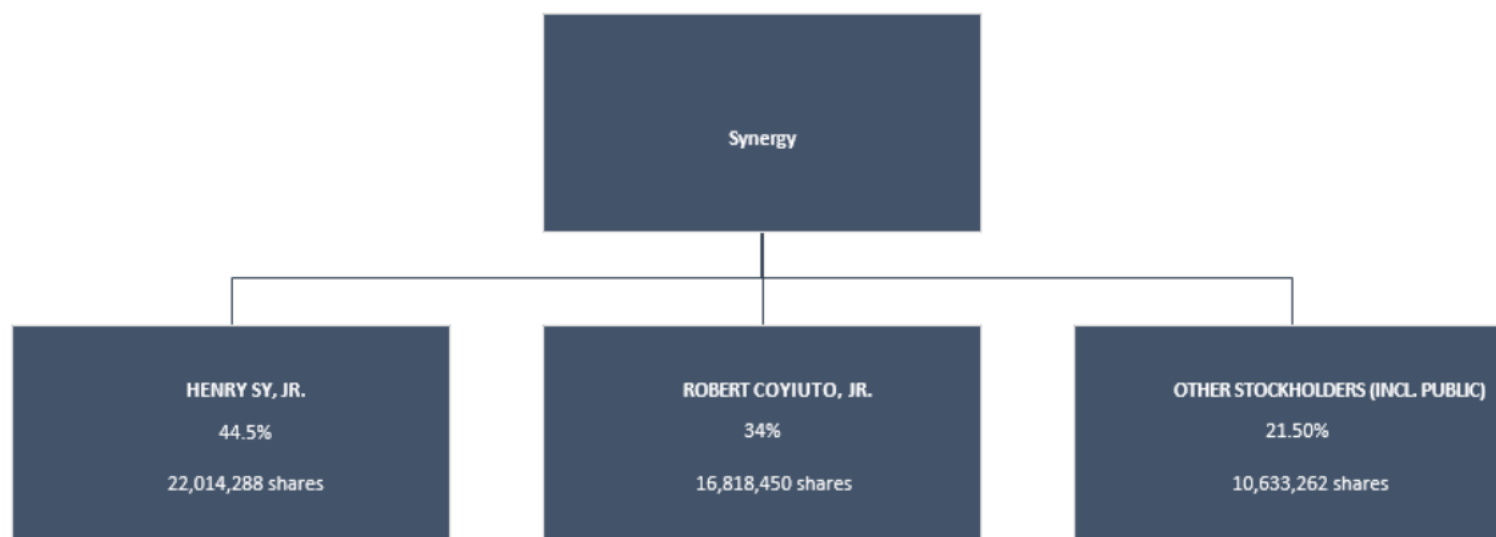 Synergy
HENRY SY, JR.
44.5%
22,014,288 shares
ROBERT COYIUTO, JR.
34%
16,818,450 shares
OTHER STOCKHOLDERS (INCL. PUBLIC)
21.50%
10,633,262 shares